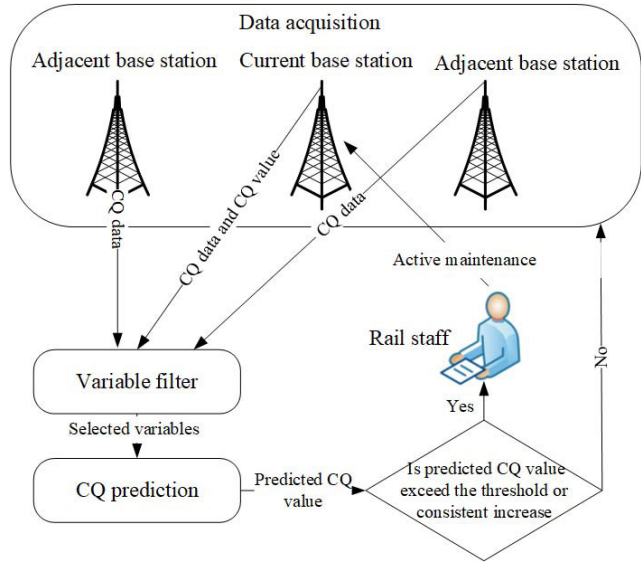 Data acquisition
Adjacent base station
Current base station
Adjacent base station
CQ data
CQ data and CQ value
CQ data
Active maintenance
Rail staff
No
Variable filter
Yes
Selected variables
CQ prediction
Predicted CQ
value
Is predicted CQ value
exceed the threshold or
consistent increase